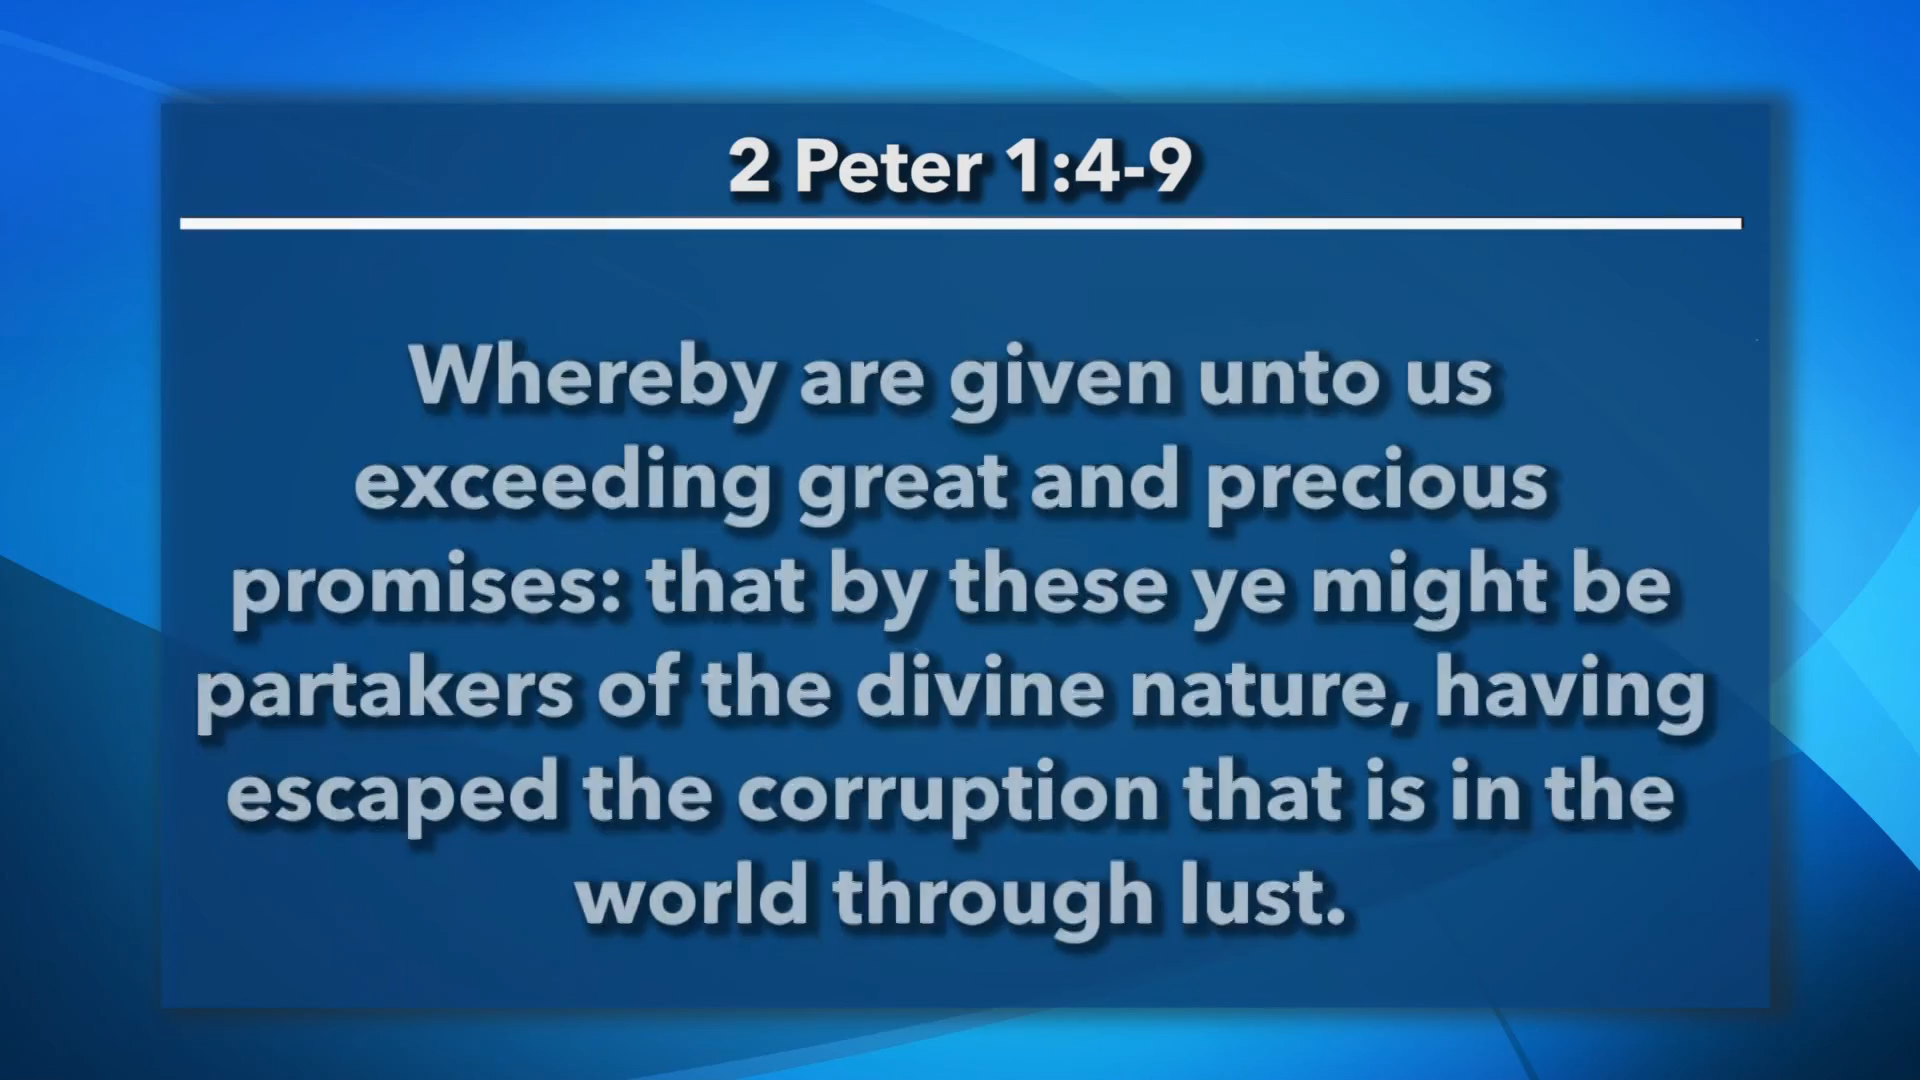 2 Peter 1:4-9
Whereby are given unto us
exceeding great and precious
promises: that by these ye might be
partakers of the divine nature, having
escaped the corruption that is in the
world through lust.